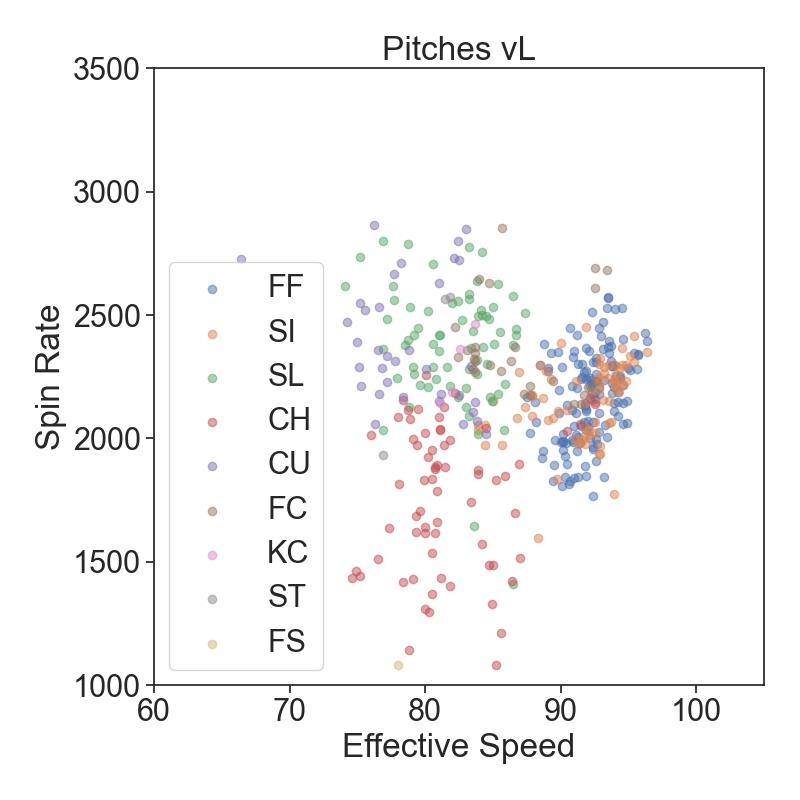 Pitches vL
3500
3000
2500
2000
1500
1000
Spin Rate
FF
SI
SL
CH
CU
FC
KC
ST
FS
60 70 80 90 100
Effective Speed